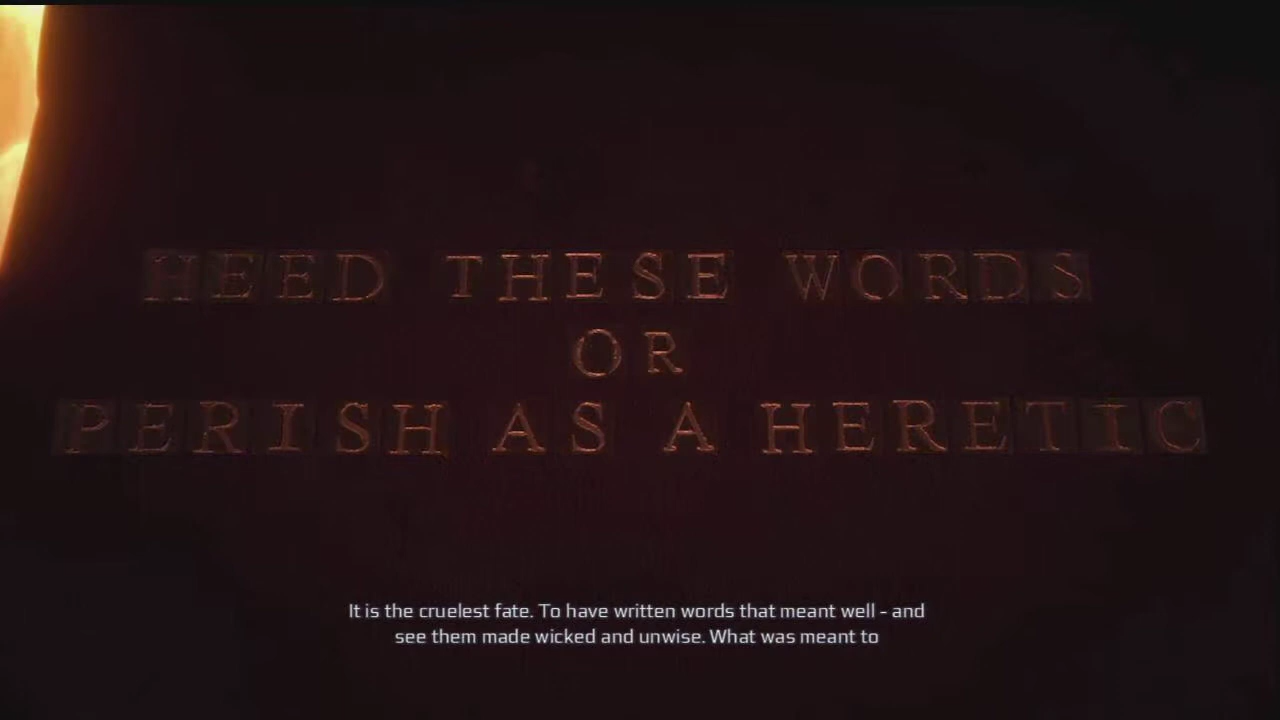 HEED THESE WORDS
OR
PERISH AS A HERETIC
It is the cruelest fate. To have written words that meant well - and
see them made wicked and unwise. What was meant to